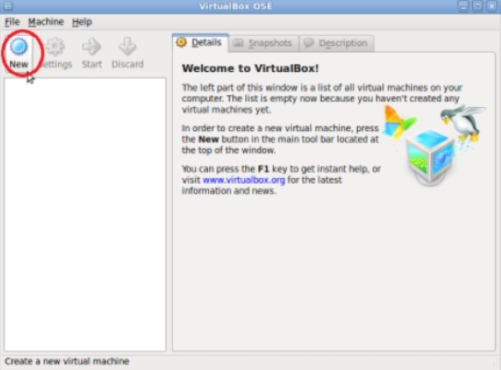 VirtualBox OSE
File Machine Help
New Settings Start Discard
Details Snapshots Description
Welcome to VirtualBox!
The left part of this window is a list of all virtual machines on your
computer. The list is empty now because you haven't created any
virtual machines yet.
In order to create a new virtual machine, press
the New button in the main tool bar located at
the top of the window.
You can press the F1 key to get instant help, or
visit www.virtualbox.org for the latest
information and news.
Create a new virtual machine